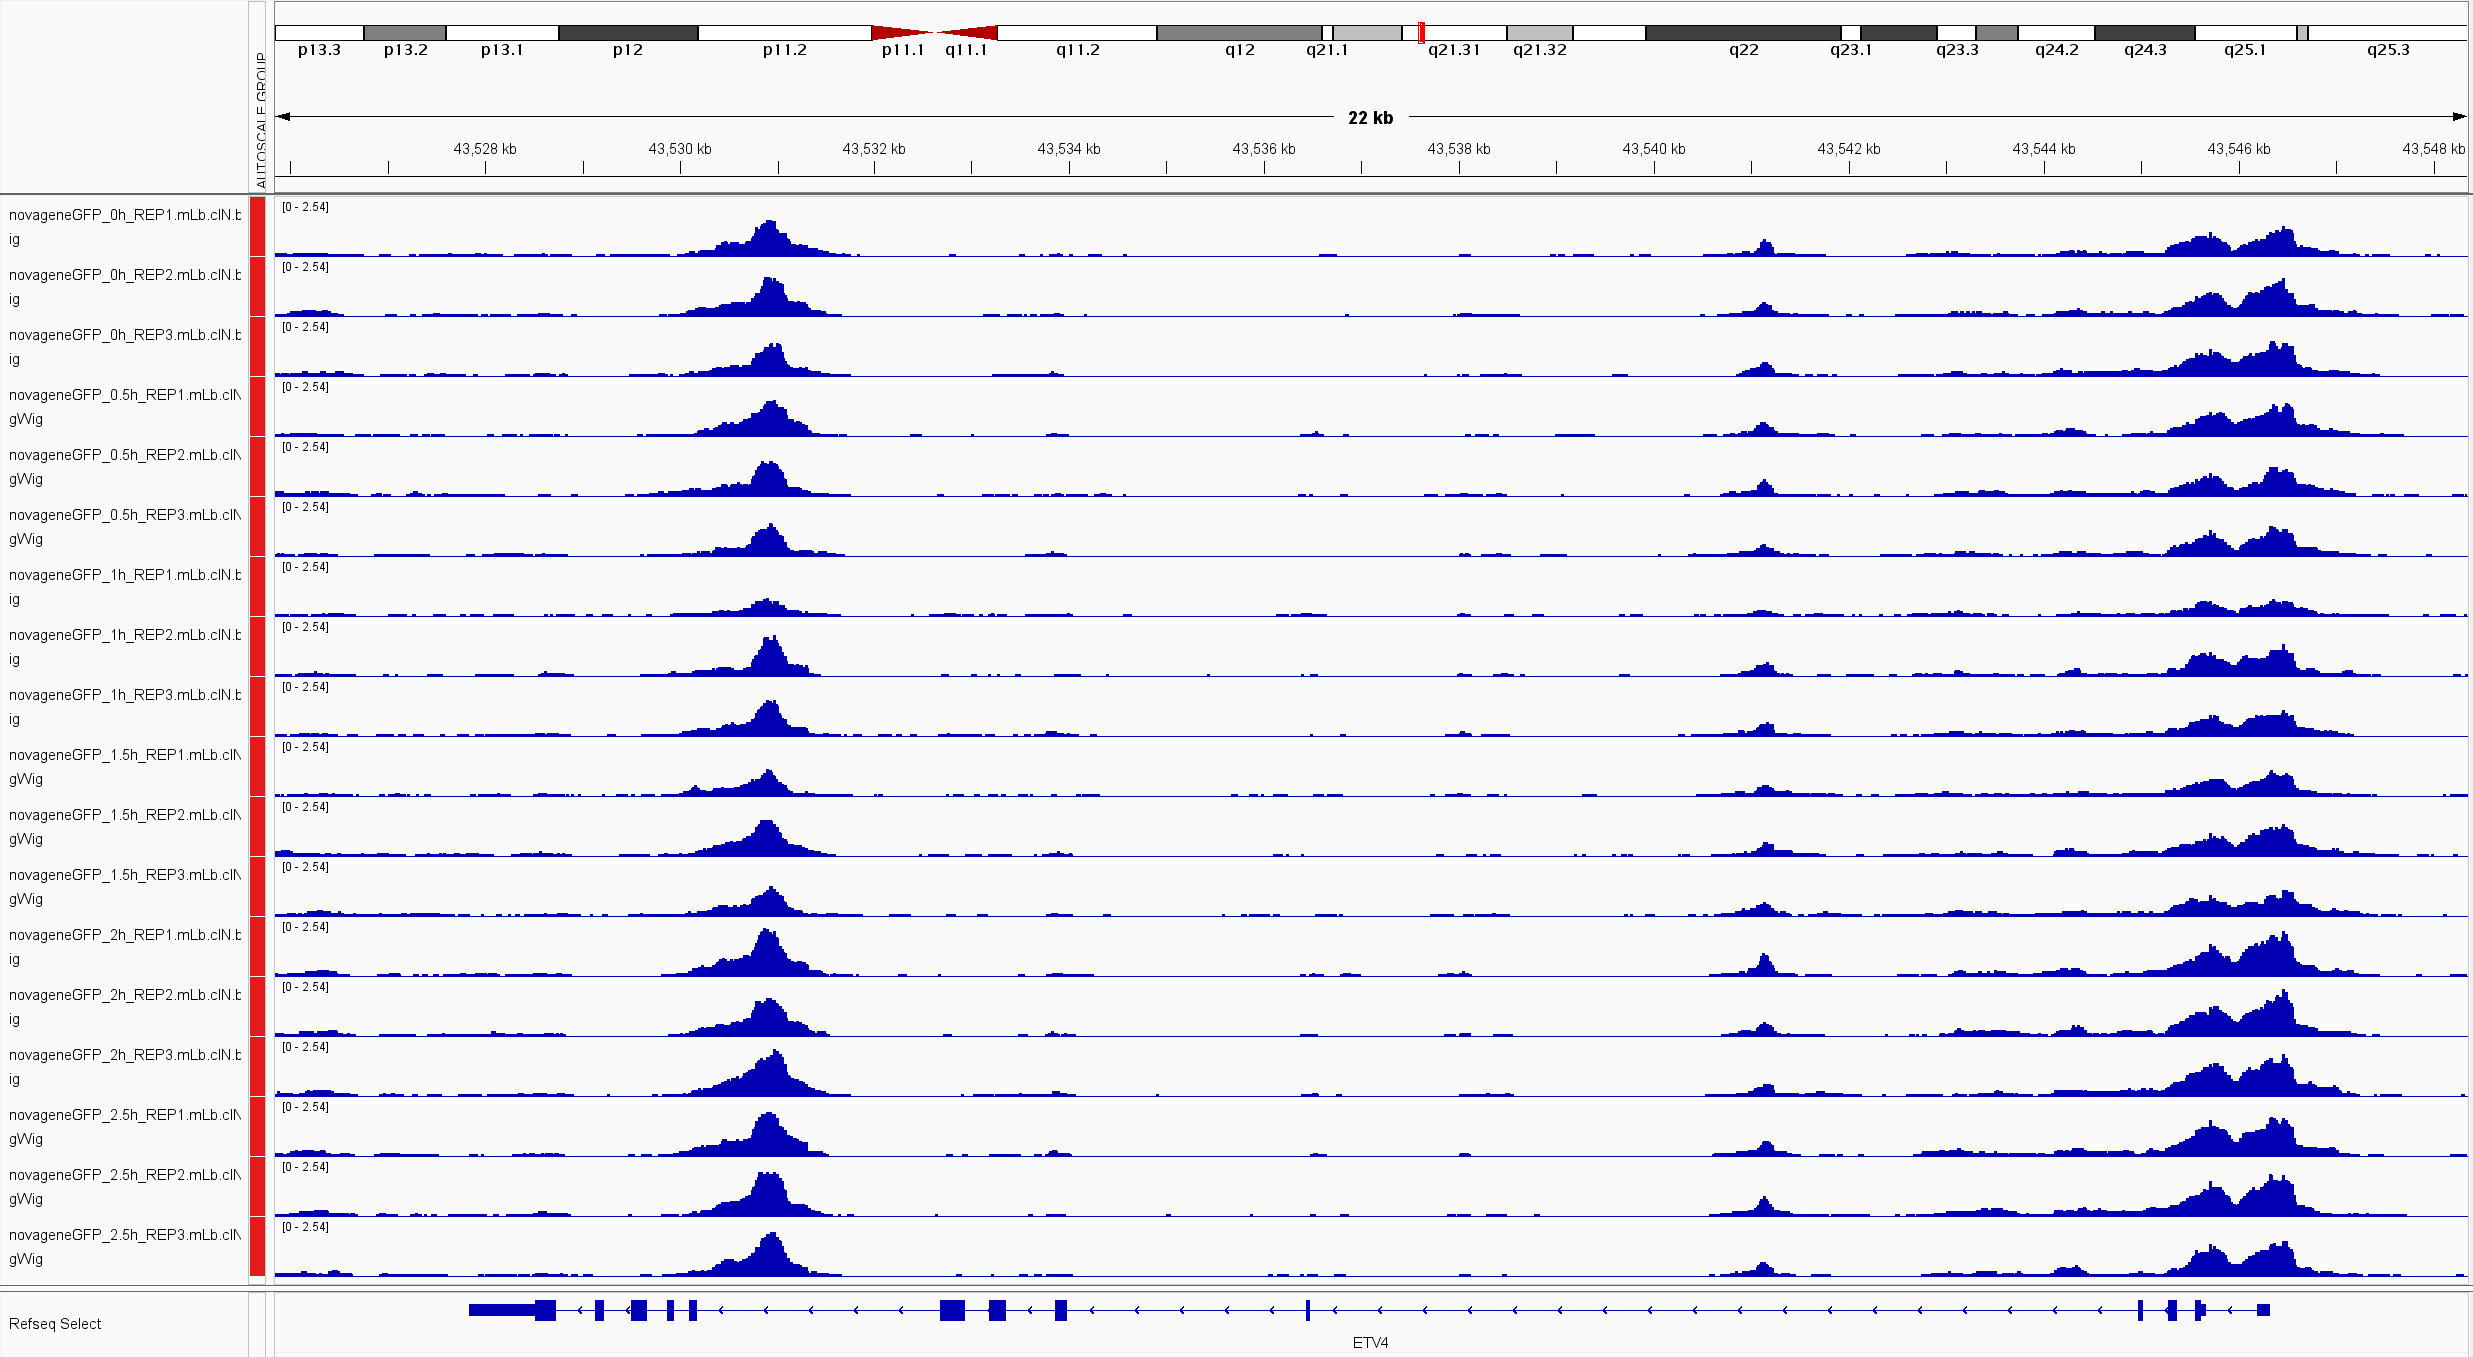 p13.3 p13.2 p13.1 p12 p11.2 p11.1 q11.1 q11.2 q12 q21.1 q21.31 q21.32 q22 q23.1 q23.3 q24.2 q24.3 q25.1 q25.3
AUTOSCALE GROUP
22 kb
43,528 kb 43,530 kb 43,532 kb 43,534 kb 43,536 kb 43,538 kb 43,540 kb 43,542 kb 43,544 kb 43,546 kb 43,548 kb
novageneGFP_0h_REP1.mLb.clN.b [0 - 2.54]
ig
novageneGFP_0h_REP2.mLb.clN.b [0 - 2.54]
ig
novageneGFP_0h_REP3.mLb.clN.b [0 - 2.54]
ig
novageneGFP_0.5h_REP1.mLb.clN [0 - 2.54]
gWig
novageneGFP_0.5h_REP2.mLb.clN [0 - 2.54]
gWig
novageneGFP_0.5h_REP3.mLb.clN [0 - 2.54]
gWig
novageneGFP_1h_REP1.mLb.clN.b [0 - 2.54]
ig
novageneGFP_1h_REP2.mLb.clN.b [0 - 2.54]
ig
novageneGFP_1h_REP3.mLb.clN.b [0 - 2.54]
ig
novageneGFP_1.5h_REP1.mLb.clN [0 - 2.54]
gWig
novageneGFP_1.5h_REP2.mLb.clN [0 - 2.54]
gWig
novageneGFP_1.5h_REP3.mLb.clN [0 - 2.54]
gWig
novageneGFP_2h_REP1.mLb.clN.b [0 - 2.54]
ig
novageneGFP_2h_REP2.mLb.clN.b [0 - 2.54]
ig
novageneGFP_2h_REP3.mLb.clN.b [0 - 2.54]
ig
novageneGFP_2.5h_REP1.mLb.clN [0 - 2.54]
gWig
novageneGFP_2.5h_REP2.mLb.clN [0 - 2.54]
gWig
novageneGFP_2.5h_REP3.mLb.clN [0 - 2.54]
gWig
Refseq Select
ETV4